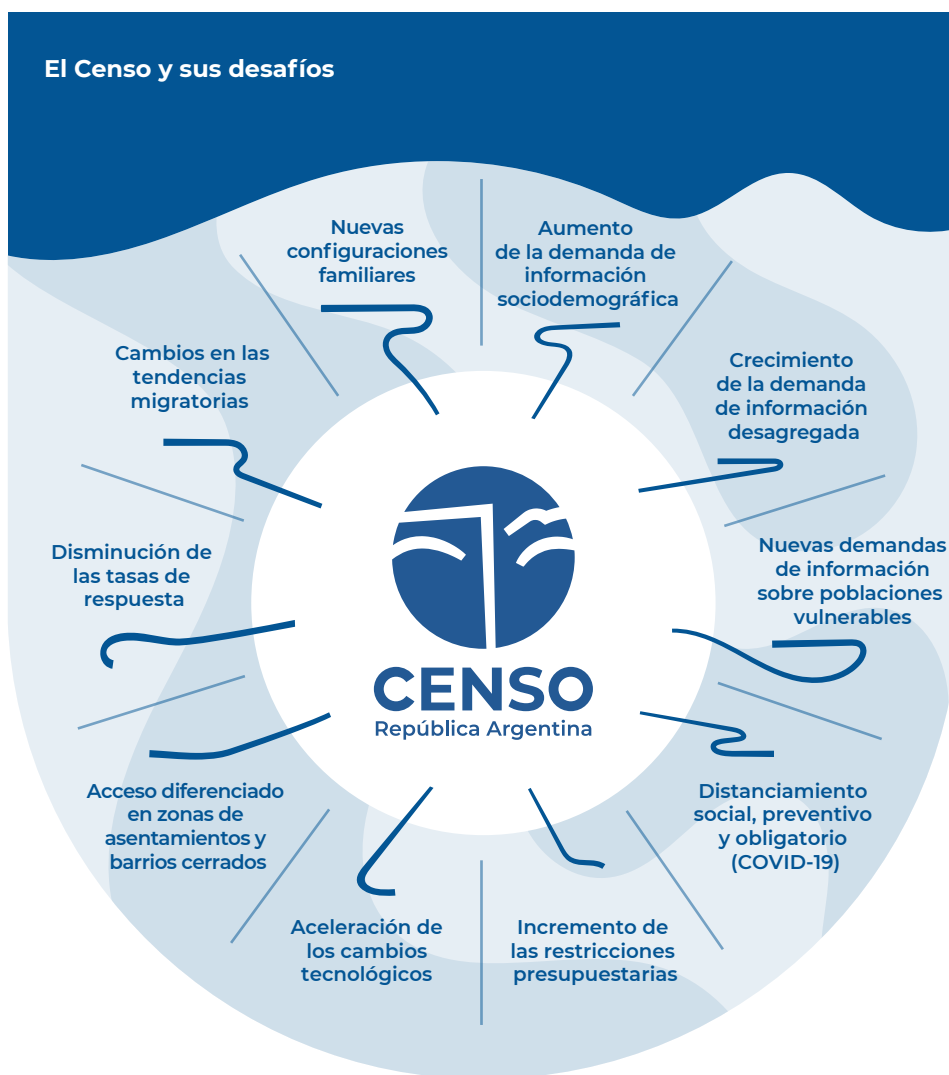 El Censo y sus desafíos
Nuevas
configuraciones
familiares
Aumento
de la demanda de
información
sociodemográfica
Cambios en las
tendencias
migratorias
Crecimiento
de la demanda
de información
desagregada
Disminución de
las tasas de
respuesta
Nuevas demandas
de información
sobre poblaciones
vulnerables
CENSO
República Argentina
Acceso diferenciado
en zonas de
asentamientos y
barrios cerrados
Distanciamiento
social, preventivo
y obligatorio
(COVID-19)
Aceleración de
los cambios
tecnológicos
Incremento de
las restricciones
presupuestarias